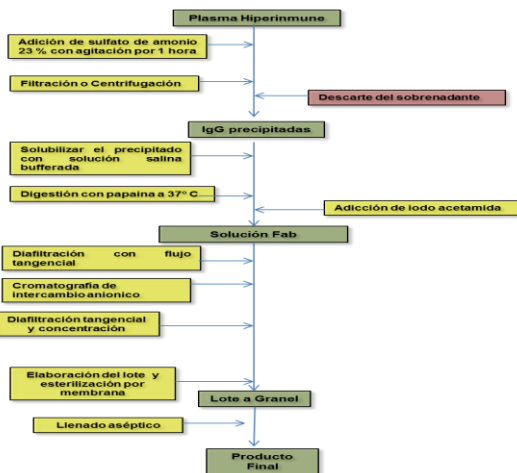 Plasma Hiperinmune
Adición de sulfato de amonio
23 % con agitación por 1 hora
Filtración o Centrifugación
Descarte del sobrenadante
IgG precipitadas
Solubilizar el precipitado
con solución salina
bufferada
Digestión con papaina a 37° C
Adicción de iodo acetamida
Solución Fab
Diafiltración con flujo
tangencial
Cromatografía de
intercambio anionico
Diafiltración tangencial
y concentración
Elaboración del lote y
esterilización por
membrana
Lote a Granel
Llenado aséptico
Producto
Final